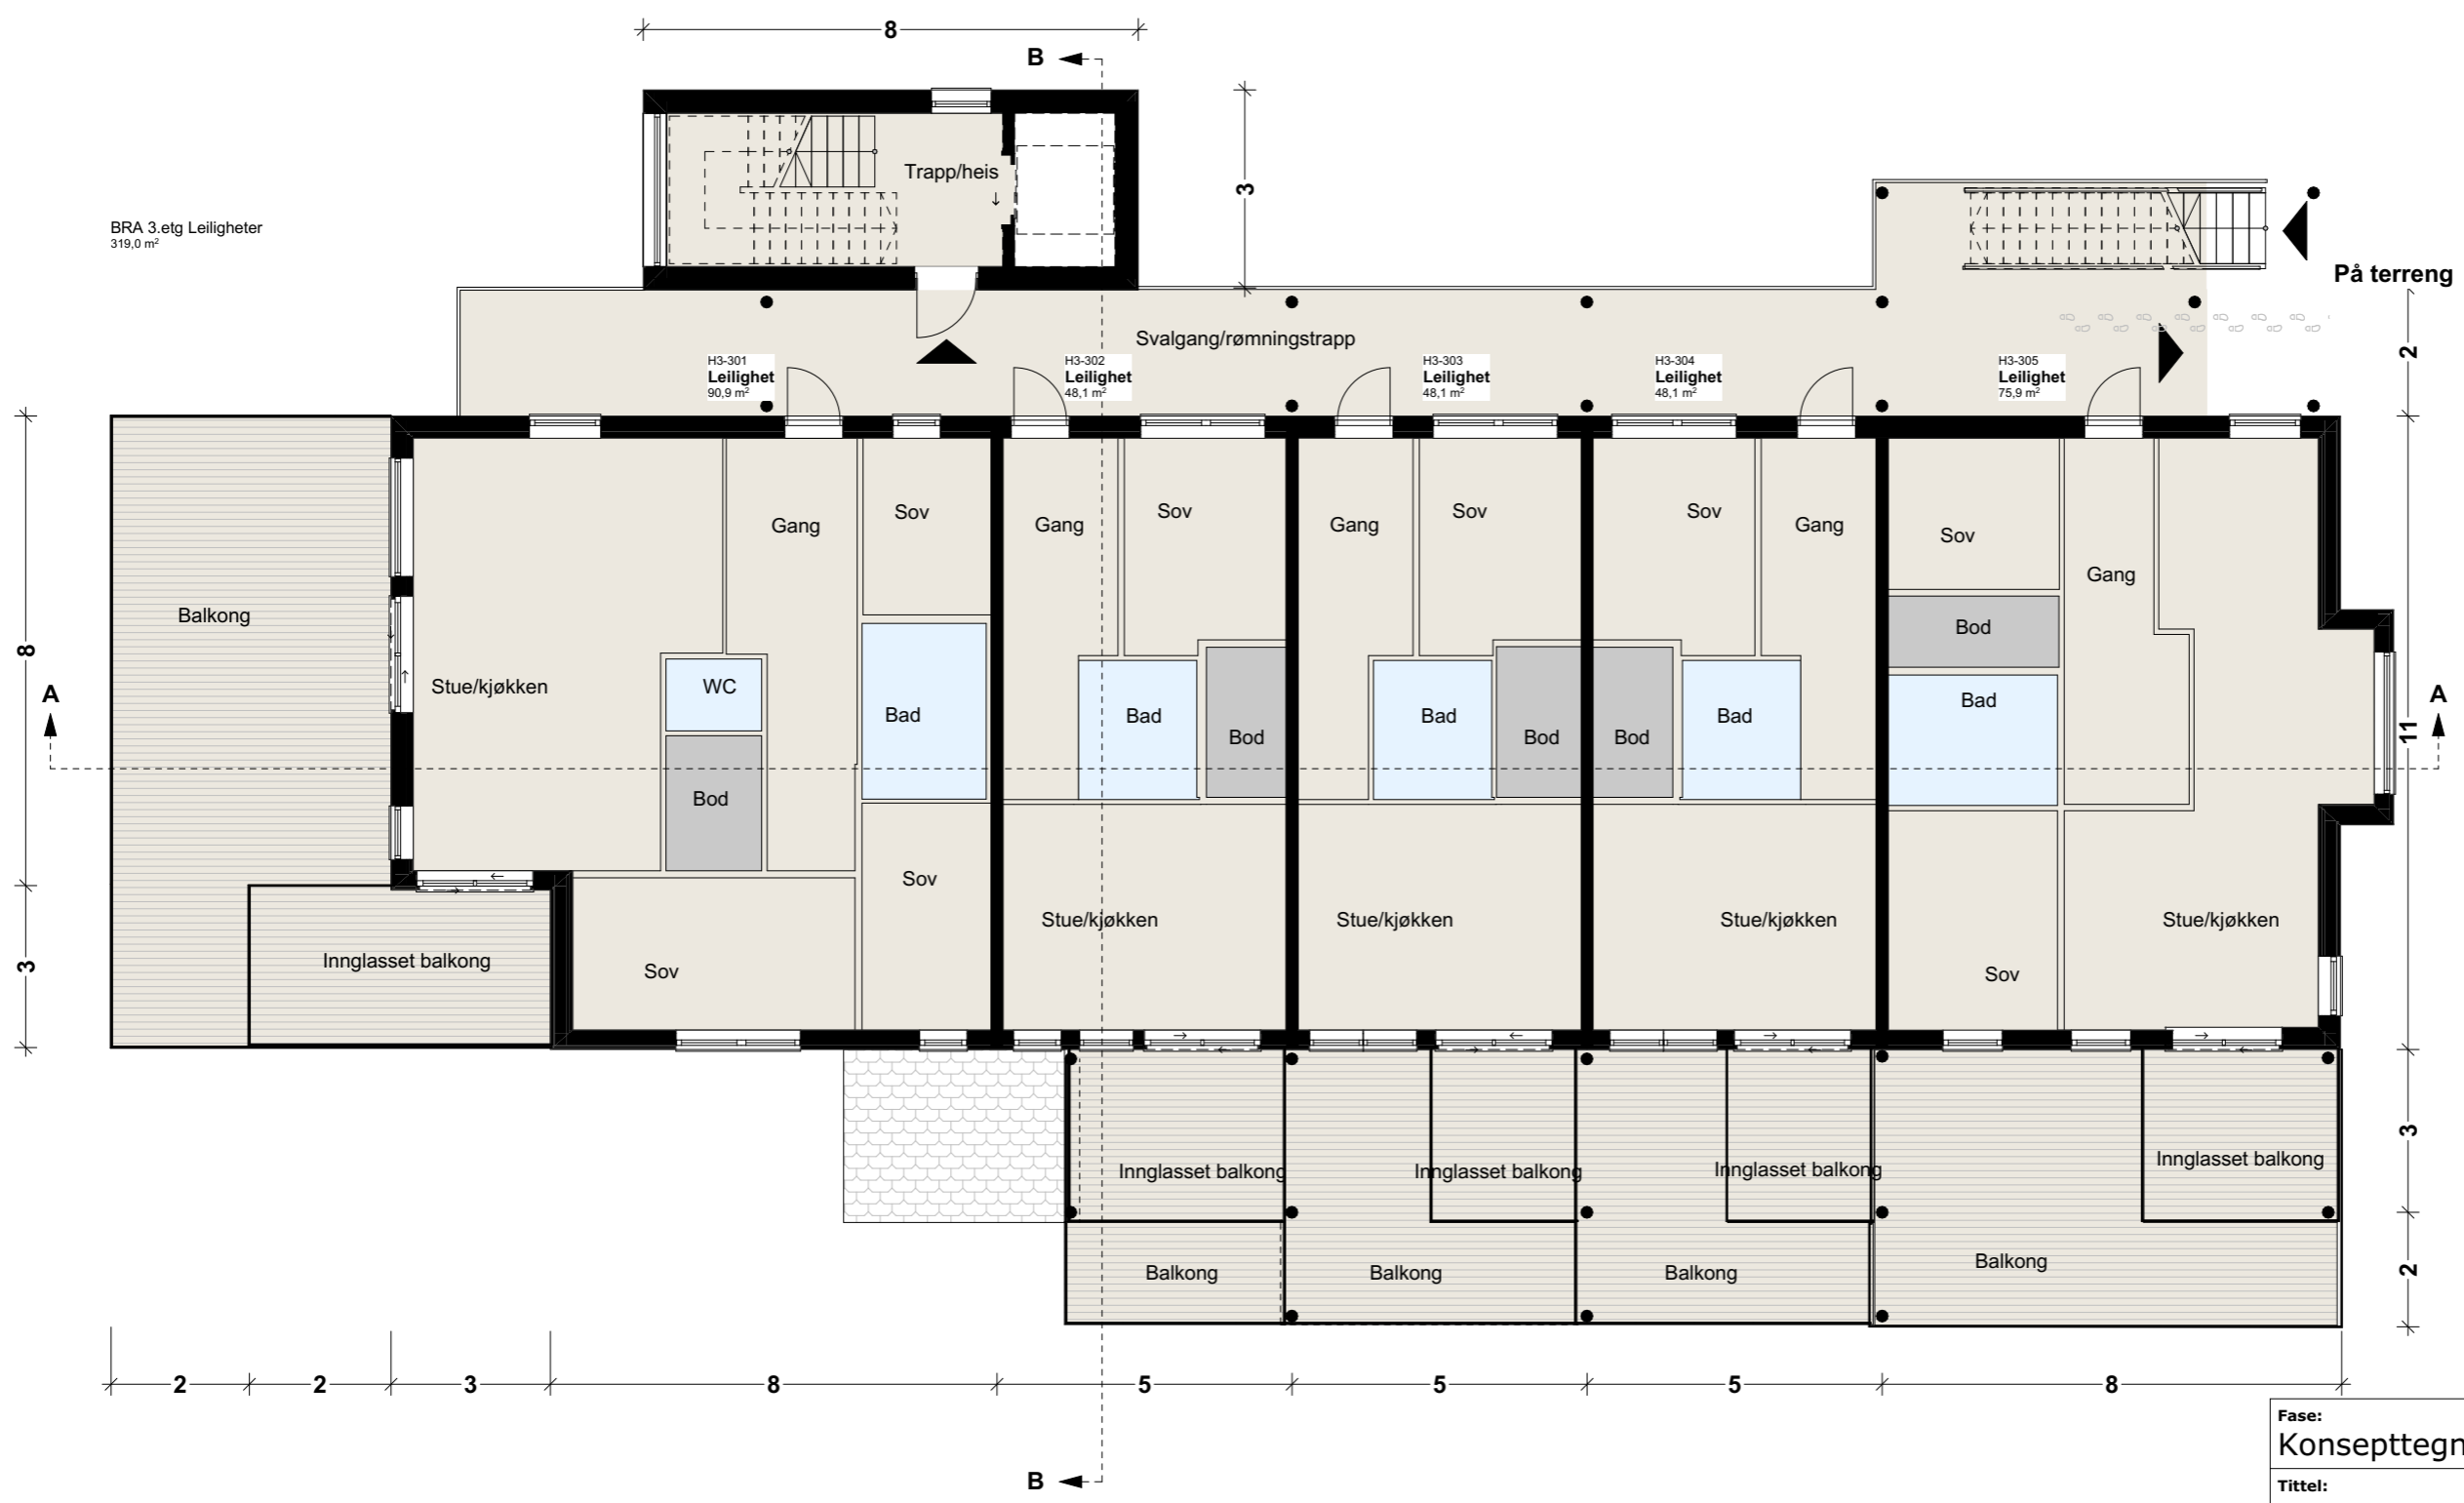 8
B
Trapp/heis
3
BRA 3.etg Leiligheter
319,0 m²
På terreng
Svalgang/rømningstrapp
2
H3-301
Leilighet
90,9 m²
H3-302
Leilighet
48,1 m²
H3-303
Leilighet
48,1 m²
H3-304
Leilighet
48,1 m²
H3-305
Leilighet
75,9 m²
Gang
Sov
Gang
Sov
Gang
Sov
Sov
Gang
Sov
Gang
Balkong
8
Bod
A
Stue/kjøkken
WC
Bad
Bad
Bod
Bad
Bod
Bod
Bad
Bad
A
11
Bod
Sov
Stue/kjøkken
Stue/kjøkken
Stue/kjøkken
Stue/kjøkken
3
Innglasset balkong
Sov
Sov
Innglasset balkong
Innglasset balkong
Innglasset balkong
Innglasset balkong
3
Balkong
Balkong
Balkong
Balkong
2
2
2
3
8
5
5
5
8
Fase:
Konsepttegn
B
Tittel: